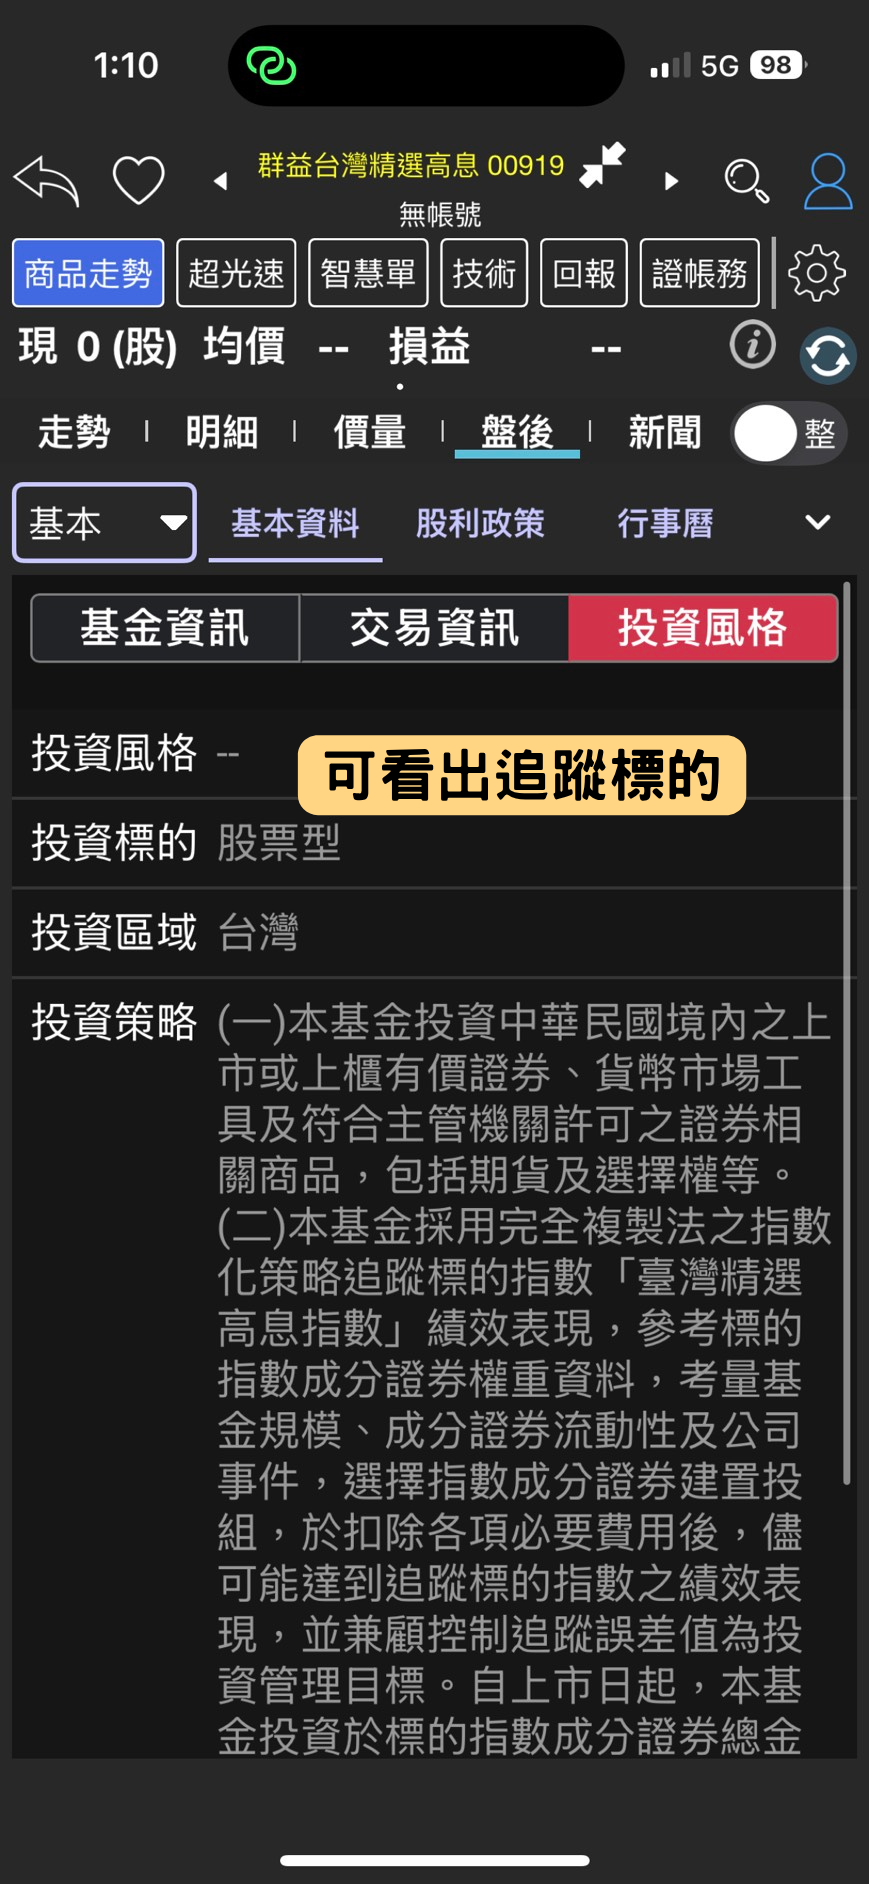 1:10
5G 98
群益台灣精選高息 00919
無帳號
商品走勢 超光速 智慧單 技術 回報 證帳務
現 0 (股) 均價 -- 損益 --
走勢 明細 價量 盤後 新聞 整
基本 基本資料 股利政策 行事曆
基金資訊 交易資訊 投資風格
投資風格 --
可看出追蹤標的
投資標的 股票型
投資區域 台灣
投資策略 (一)本基金投資中華民國境內之上
市或上櫃有價證券、貨幣市場工
具及符合主管機關許可之證券相
關商品，包括期貨及選擇權等。
(二)本基金採用完全複製法之指數
化策略追蹤標的指數「臺灣精選
高息指數」績效表現，參考標的
指數成分證券權重資料，考量基
金規模、成分證券流動性及公司
事件，選擇指數成分證券建置投
組，於扣除各項必要費用後，儘
可能達到追蹤標的指數之績效表
現，並兼顧控制追蹤誤差值為投
資管理目標。自上市日起，本基
金投資於標的指數成分證券總金